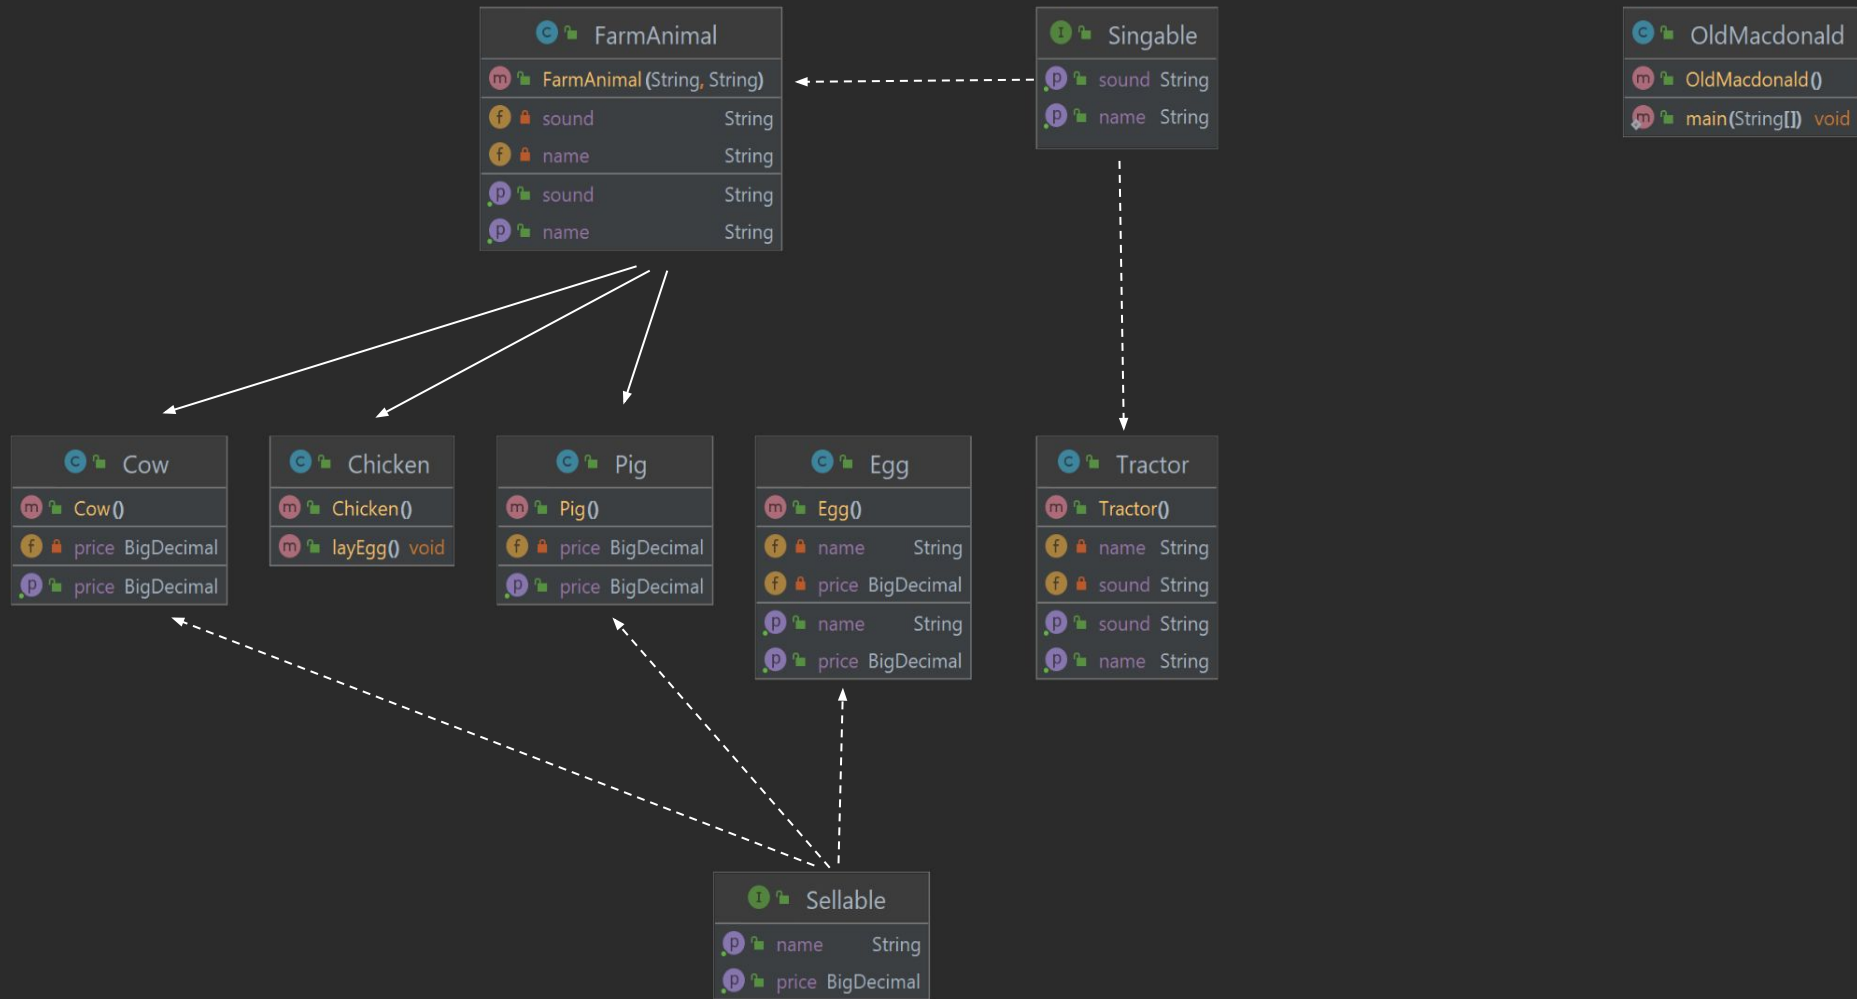 C FarmAnimal
m FarmAnimal(String, String)
f sound String
f name String
p sound String
p name String
I Singable
p sound String
p name String
C OldMacdonald
m OldMacdonald()
m main(String[]) void
C Cow
m Cow()
f price BigDecimal
p price BigDecimal
C Chicken
m Chicken()
m layEgg() void
C Pig
m Pig()
f price BigDecimal
p price BigDecimal
C Egg
m Egg()
f name String
f price BigDecimal
p name String
p price BigDecimal
C Tractor
m Tractor()
f name String
f sound String
p sound String
p name String
I Sellable
p name String
p price BigDecimal